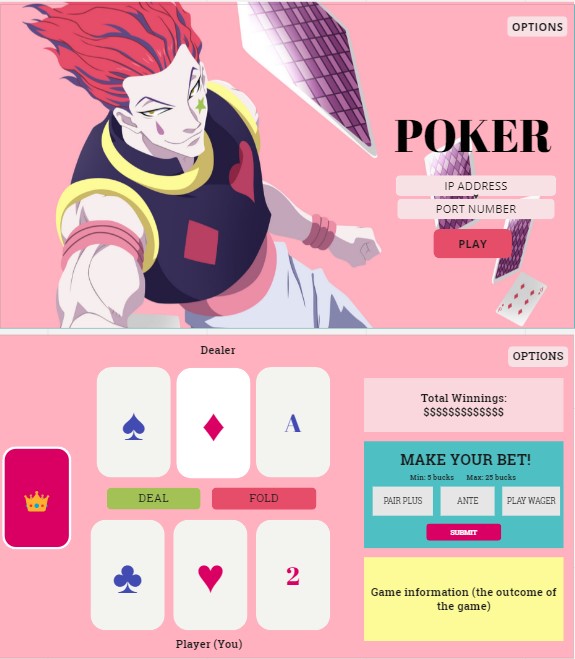 OPTIONS
POKER
IP ADDRESS
PORT NUMBER
PLAY
Dealer
OPTIONS
A
Total Winnings:
$$$$$$$$$$$$$
MAKE YOUR BET!
Min: 5 bucks Max: 25 bucks
PAIR PLUS ANTE PLAY WAGER
SUBMIT
DEAL FOLD
2
Game information (the outcome of
the game)
Player (You)